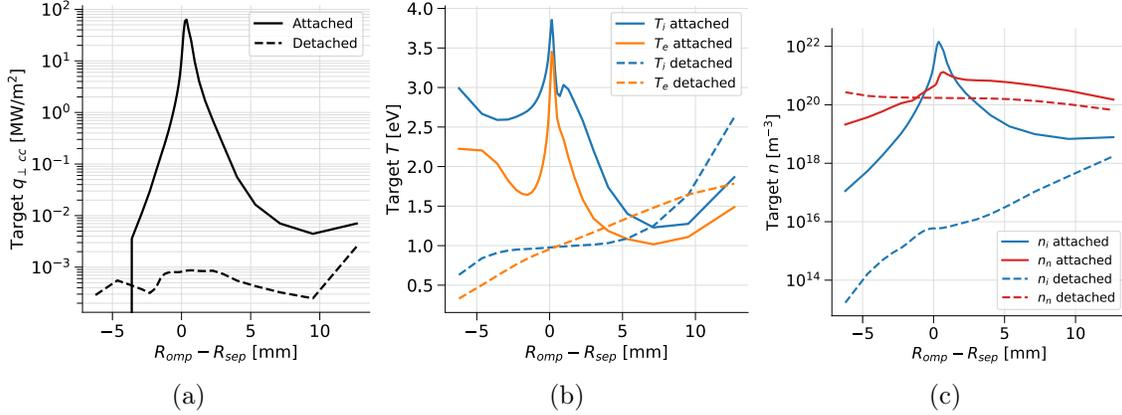 10^2
10^1
10^0
10^-1
10^-2
10^-3
Target q_⊥ cc [MW/m^2]
Attached
Detached
−5 0 5 10
R_omp − R_sep [mm]
(a)
4.0
3.5
3.0
2.5
2.0
1.5
1.0
0.5
Target T [eV]
T_i attached
T_e attached
T_i detached
T_e detached
−5 0 5 10
R_omp − R_sep [mm]
(b)
10^22
10^20
10^18
10^16
10^14
Target n [m^−3]
n_i attached
n_n attached
n_i detached
n_n detached
−5 0 5 10
R_omp − R_sep [mm]
(c)